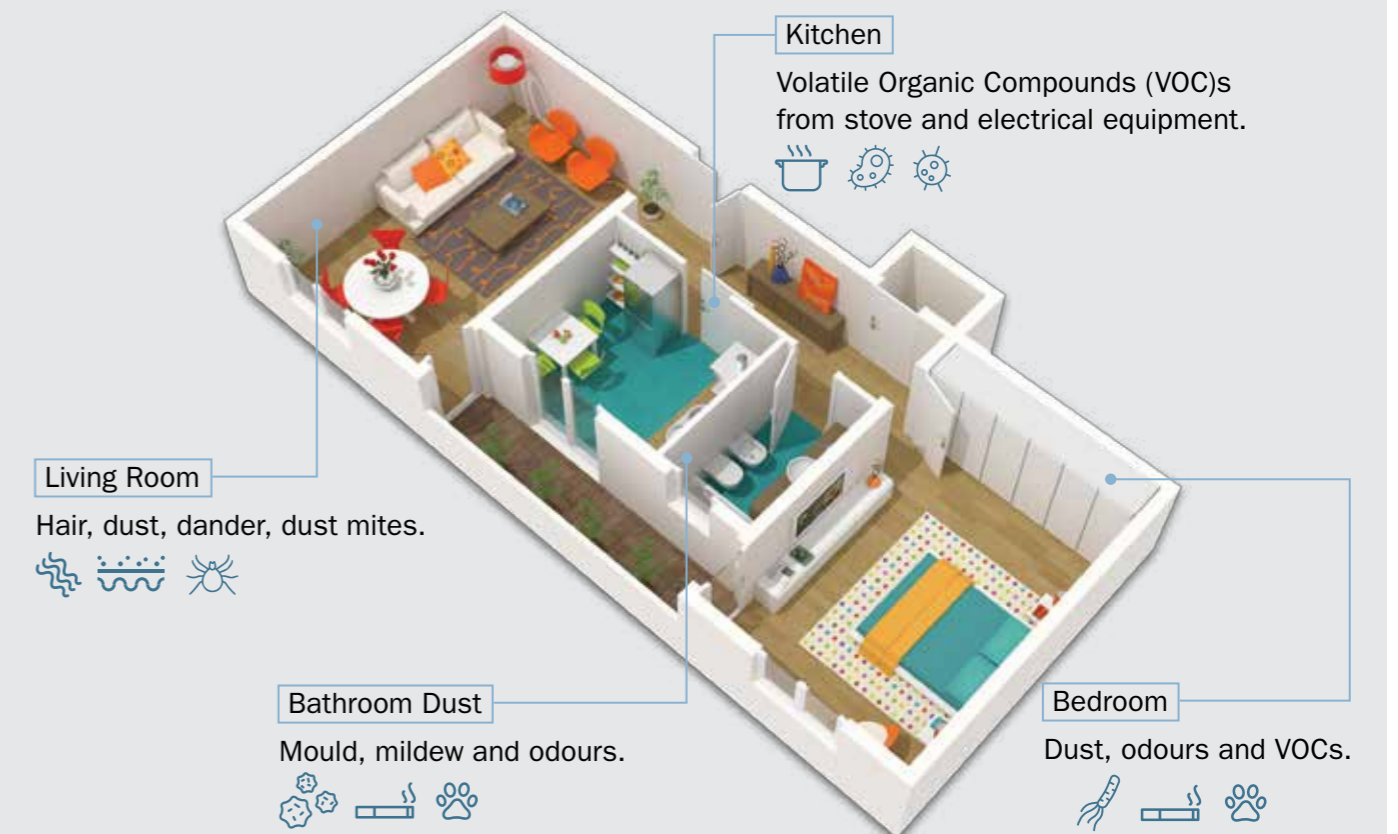 Kitchen
Volatile Organic Compounds (VOC)s
from stove and electrical equipment.
Living Room
Hair, dust, dander, dust mites.
Bathroom Dust
Mould, mildew and odours.
Bedroom
Dust, odours and VOCs.